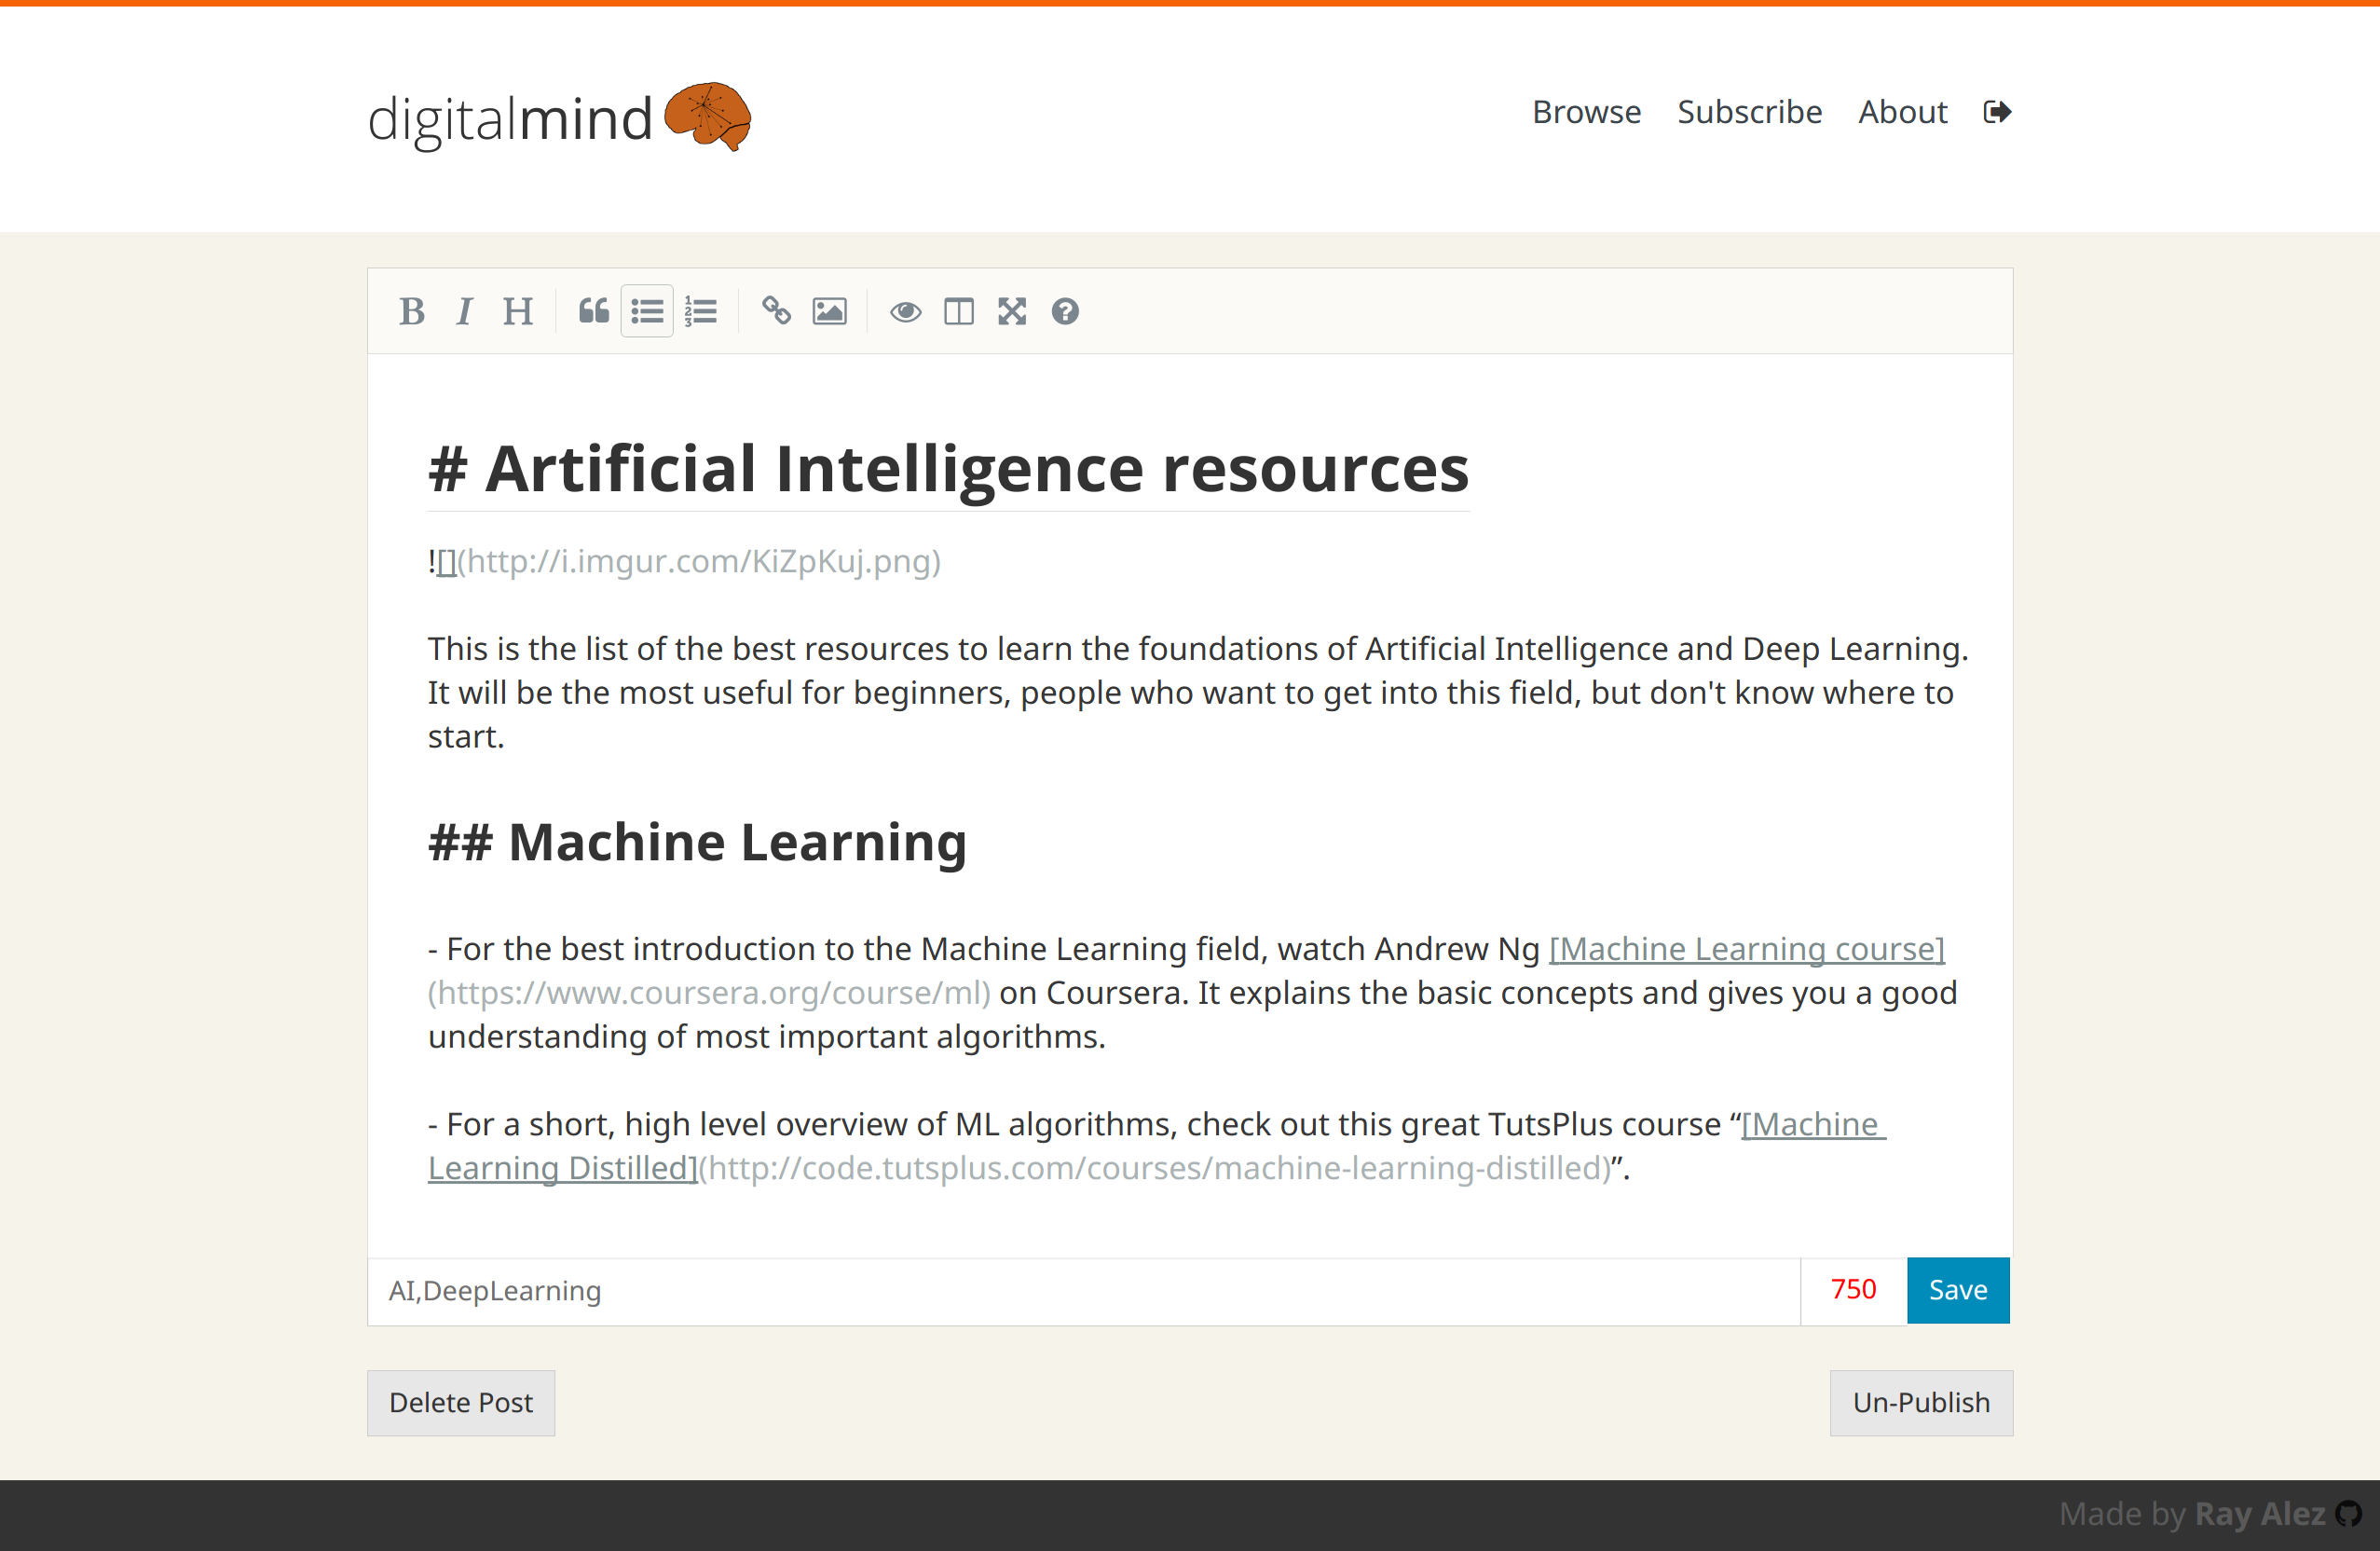 digitalmind
Browse Subscribe About
B I H
# Artificial Intelligence resources
![](http://i.imgur.com/KiZpKuj.png)
This is the list of the best resources to learn the foundations of Artificial Intelligence and Deep Learning.
It will be the most useful for beginners, people who want to get into this field, but don't know where to
start.
## Machine Learning
- For the best introduction to the Machine Learning field, watch Andrew Ng [Machine Learning course]
(https://www.coursera.org/course/ml) on Coursera. It explains the basic concepts and gives you a good
understanding of most important algorithms.
- For a short, high level overview of ML algorithms, check out this great TutsPlus course “[Machine
Learning Distilled](http://code.tutsplus.com/courses/machine-learning-distilled)”.
AI,DeepLearning 750 Save
Delete Post Un-Publish
Made by Ray Alez